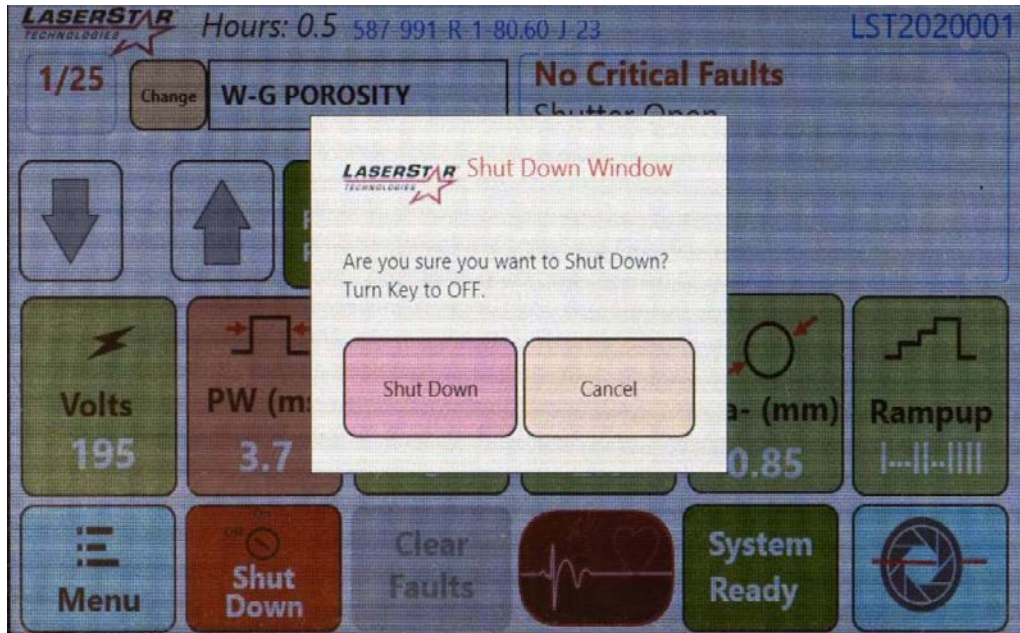 LASERSTAR
TECHNOLOGIES
Hours: 0.5
587-991-R-1-80.60-J-23
LST2020001
1/25
Change
W-G POROSITY
No Critical Faults
Shutter Open
LASERSTAR
TECHNOLOGIES
Shut Down Window
Are you sure you want to Shut Down?
Turn Key to OFF.
Shut Down
Cancel
Volts
195
PW
3.7
(mm)
0.85
Rampup
Menu
Shut
Down
Clear
Faults
System
Ready